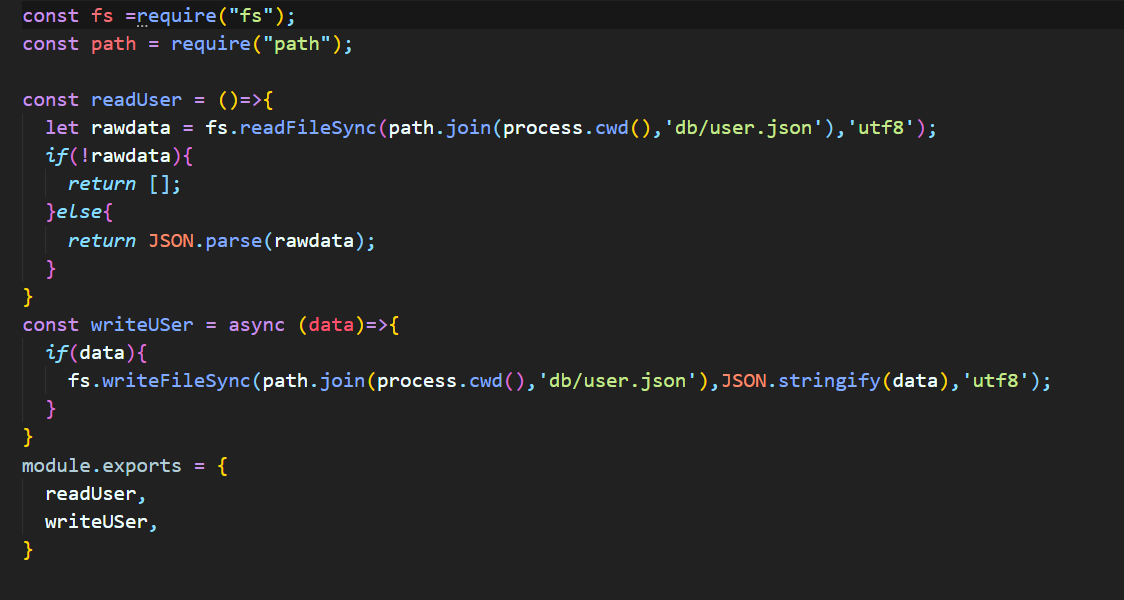 const fs =require("fs");
const path = require("path");

const readUser = ()=>{
  let rawdata = fs.readFileSync(path.join(process.cwd(),'db/user.json'),'utf8');
  if(!rawdata){
    return [];
  }else{
    return JSON.parse(rawdata);
  }
}
const writeUSer = async (data)=>{
  if(data){
    fs.writeFileSync(path.join(process.cwd(),'db/user.json'),JSON.stringify(data),'utf8');
  }
}
module.exports = {
  readUser,
  writeUSer,
}